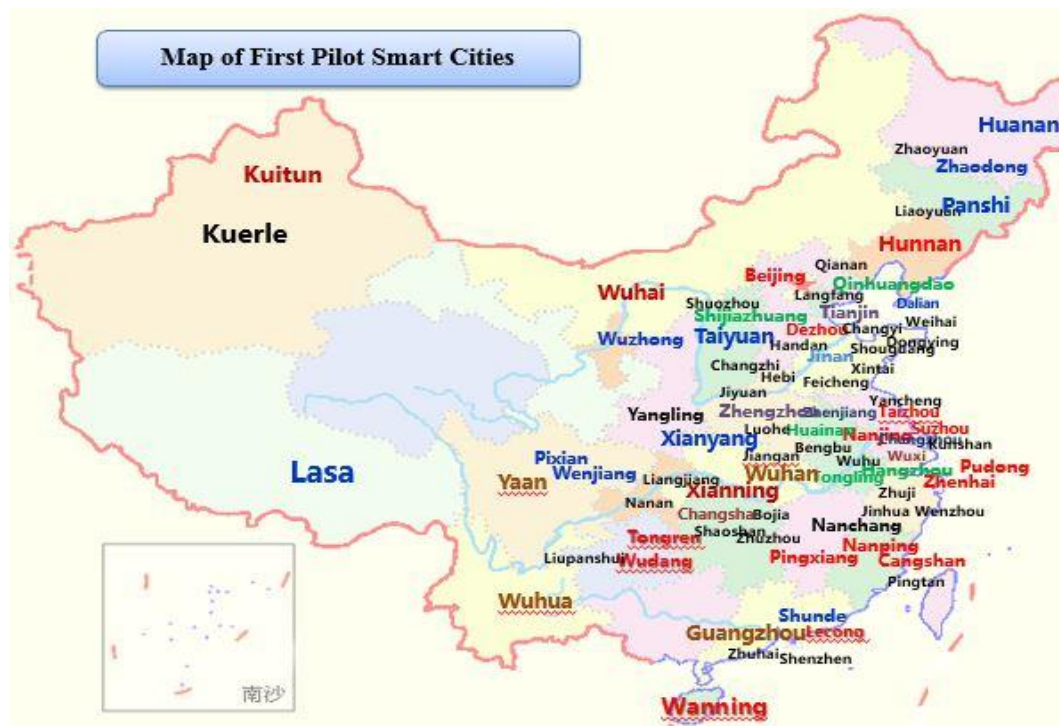 Map of First Pilot Smart Cities
Huanan
Zhaoyuan
Zhaodong
Kuitun
Panshi
Liaoyuan
Kuerle
Hunnan
Qianan
Beijing
Qinhuangdao
Wuhai
Langfang
Shuozhou
Dalian
Shijiazhuang
Tianjin
Weihai
Dezhou
Changyi
Wuzhong
Taiyuan
Dongying
Handan
Shouguang
Jinan
Changzhi
Xintai
Hebi
Feicheng
Jiyuan
Yancheng
Yangling
Zhengzhou
Zhenjiang
Taizhou
Luohe
Huainan
Nanjing
Suzhou
Xianyang
Changzhou
Kunshan
Bengbu
Pixian
Jiangan
Wuhu
Wuxi
Lasa
Wenjiang
Wuhan
Hangzhou
Pudong
Yaan
Liangjiang
Tongling
Zhenhai
Xianning
Zhuji
Nanan
Changsha
Bojia
Jinhua
Wenzhou
Shaoshan
Nanchang
Tongren
Zhuzhou
Nanping
Liupanshui
Wudang
Pingxiang
Cangshan
Pingtan
Wuhua
Shunde
Guangzhou
Lecong
Zhuhai
Shenzhen
南沙
Wanning